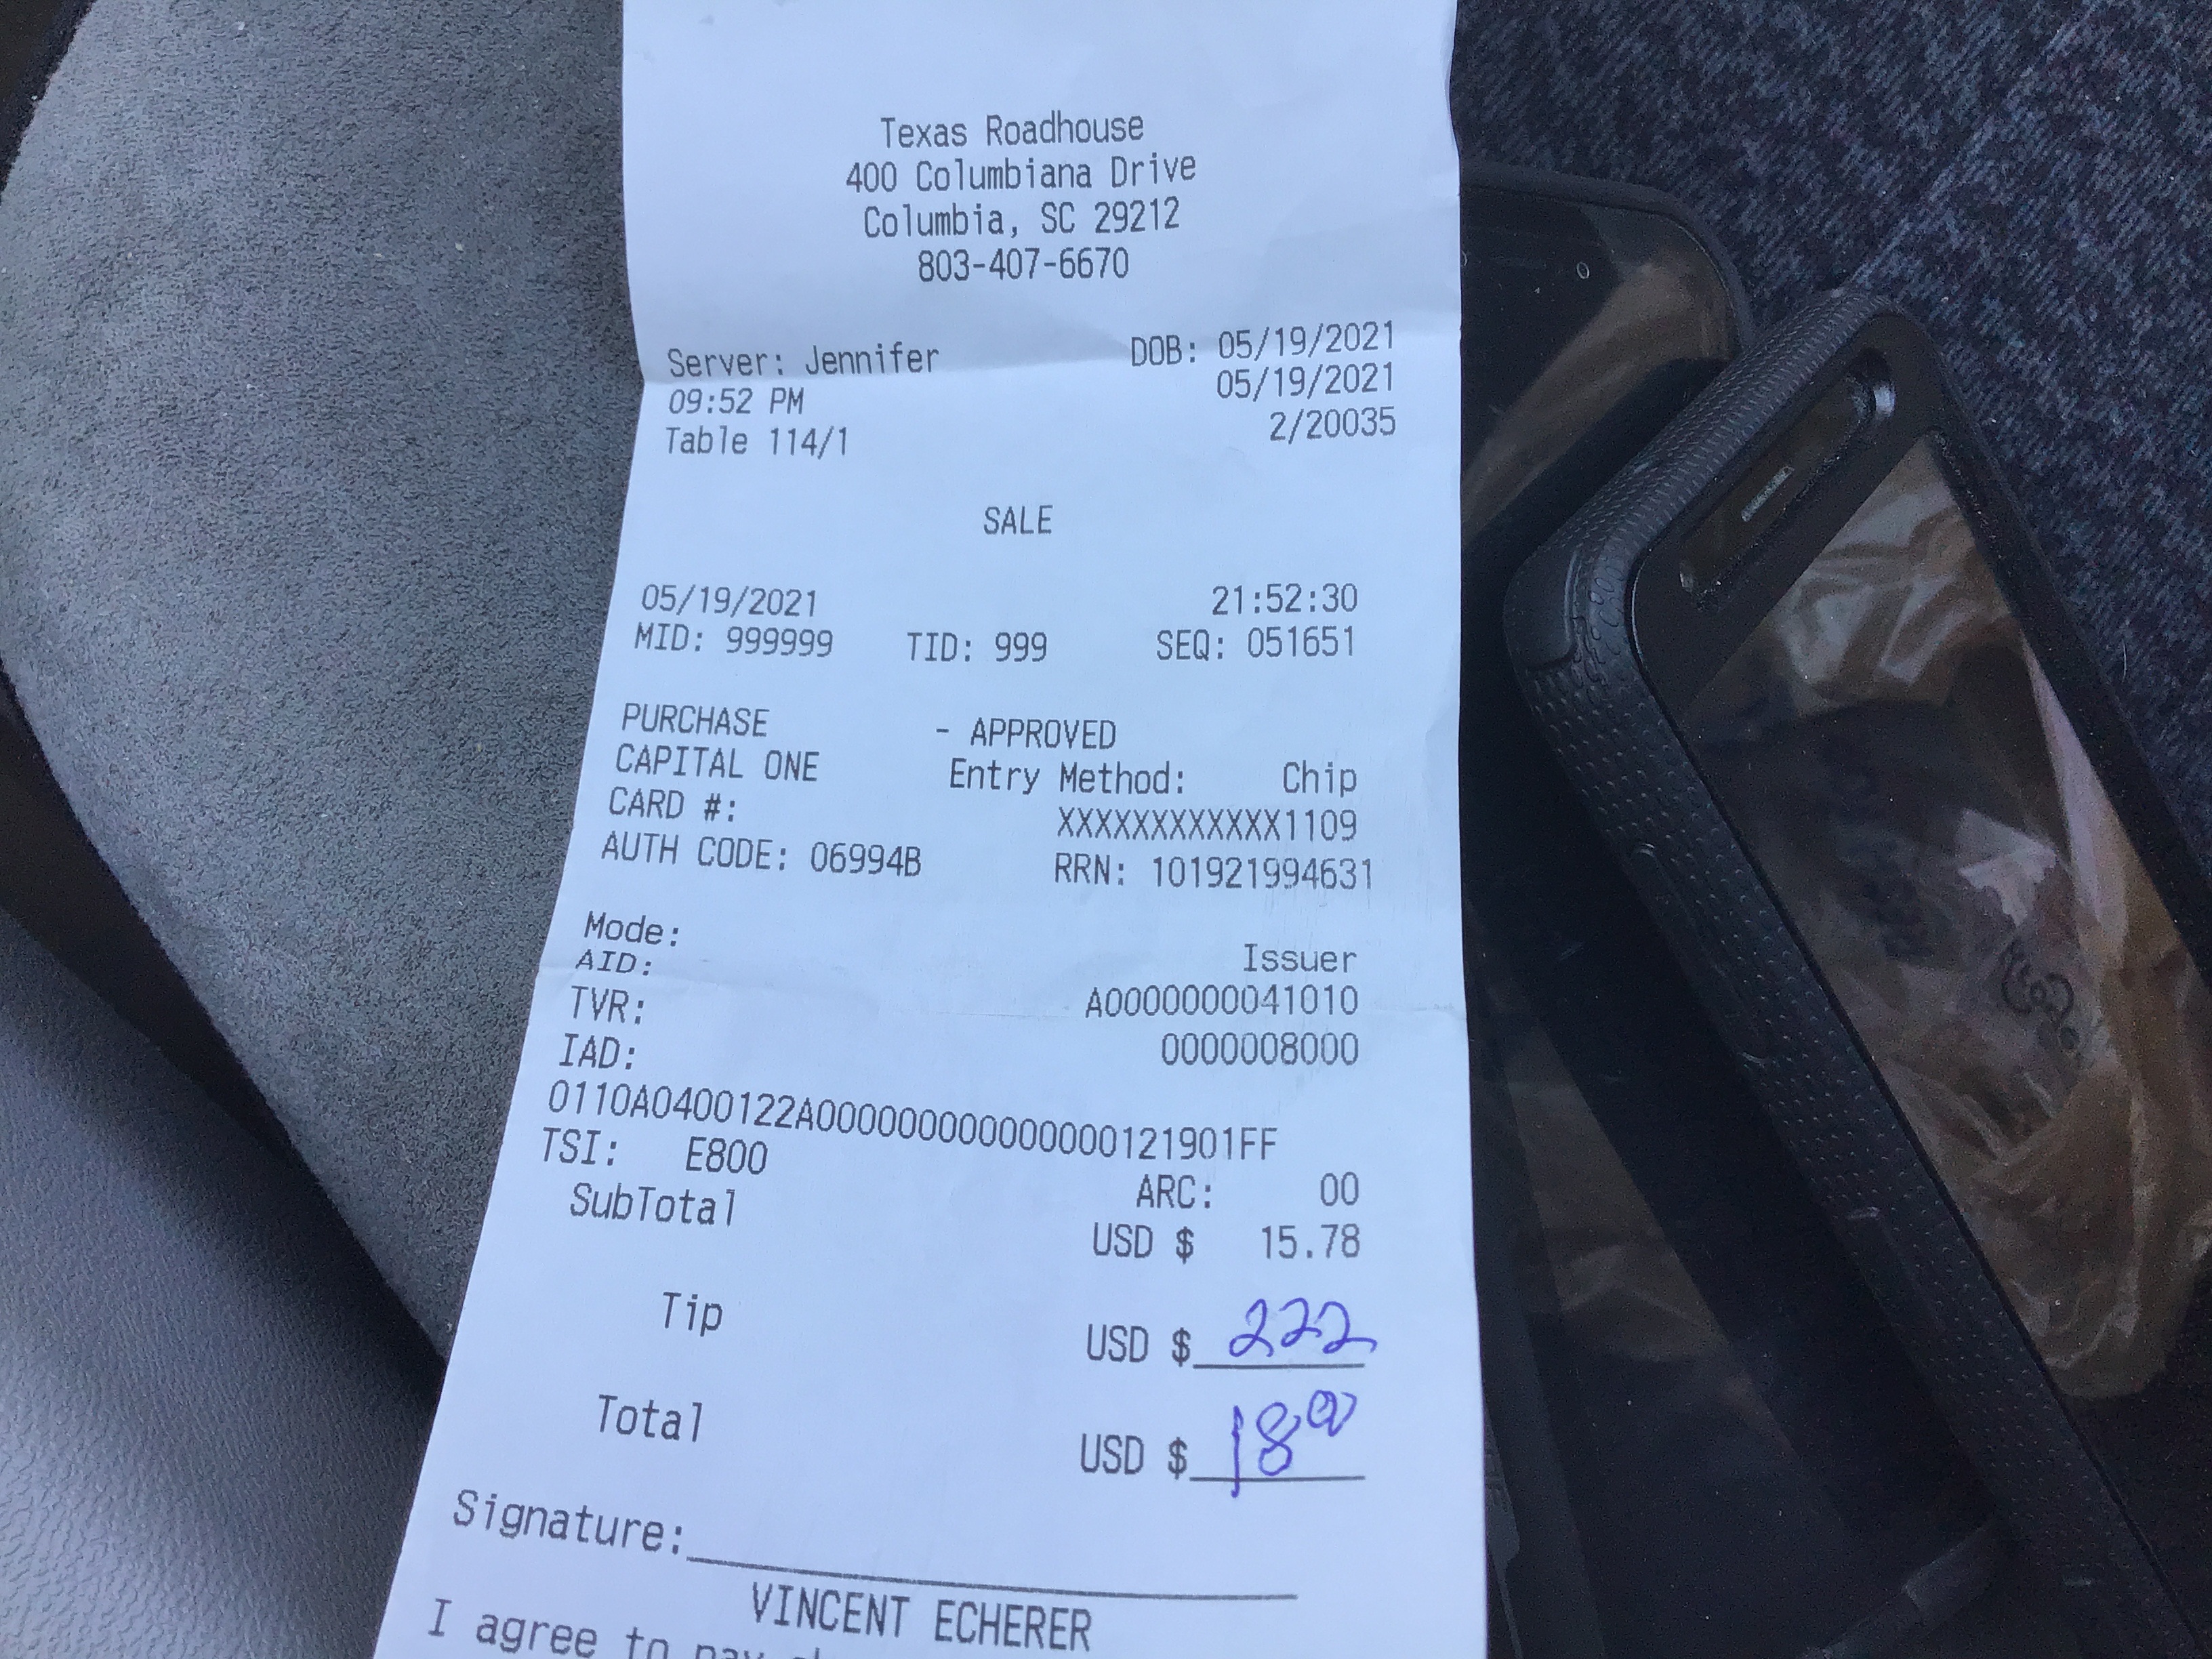 Texas Roadhouse
400 Columbiana Drive
Columbia, SC 29212
803-407-6670
Server: Jennifer DOB: 05/19/2021
09:52 PM 05/19/2021
Table 114/1 2/20035
SALE
05/19/2021 21:52:30
MID: 999999 TID: 999 SEQ: 051651
PURCHASE - APPROVED
CAPITAL ONE Entry Method: Chip
CARD #: XXXXXXXXXXXX1109
AUTH CODE: 06994B RRN: 101921994631
Mode: Issuer
AID: A0000000041010
TVR: 0000008000
IAD:
0110A0400122A000000000000000121901FF
TSI: E800 ARC: 00
SubTotal USD $ 15.78
Tip USD $ 222
Total USD $ 18 00
Signature:
VINCENT ECHERER
I agree to pay